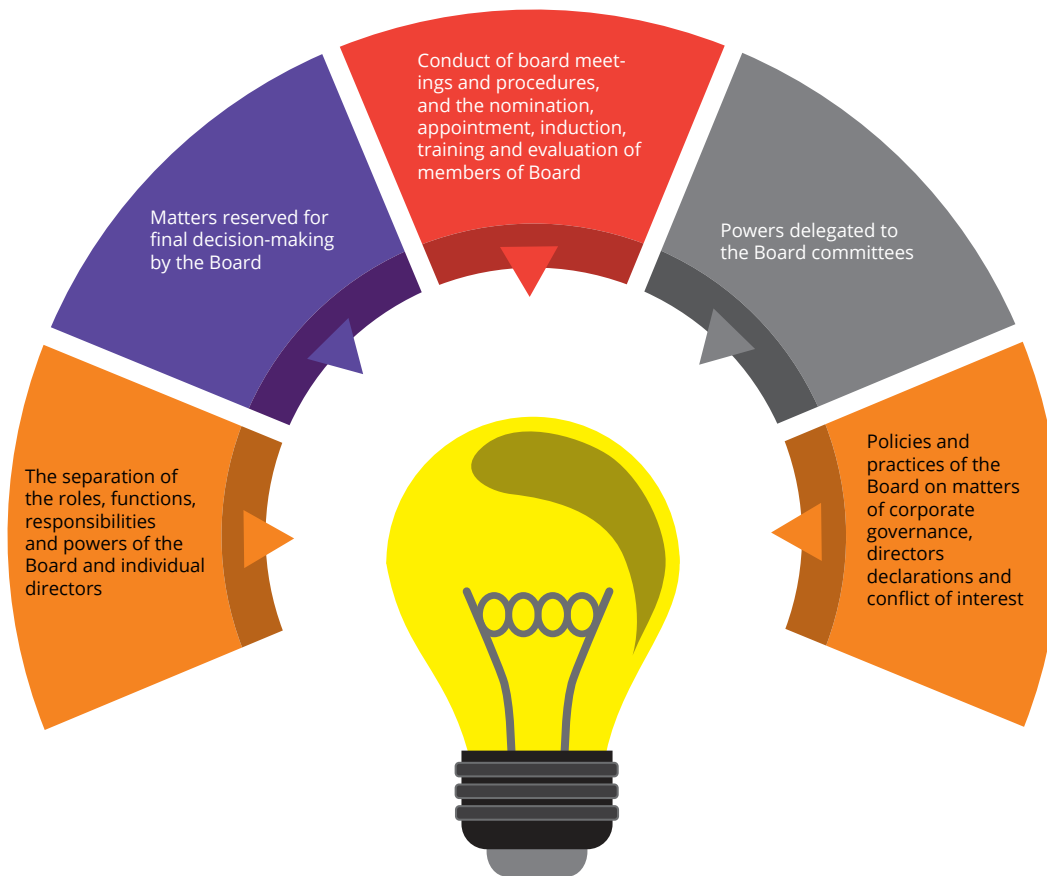 The separation of
the roles, functions,
responsibilities
and powers of the
Board and individual
directors
Matters reserved for
final decision-making
by the Board
Conduct of board meet-
ings and procedures,
and the nomination,
appointment, induction,
training and evaluation of
members of Board
Powers delegated to
the Board committees
Policies and
practices of the
Board on matters
of corporate
governance,
directors
declarations and
conflict of interest